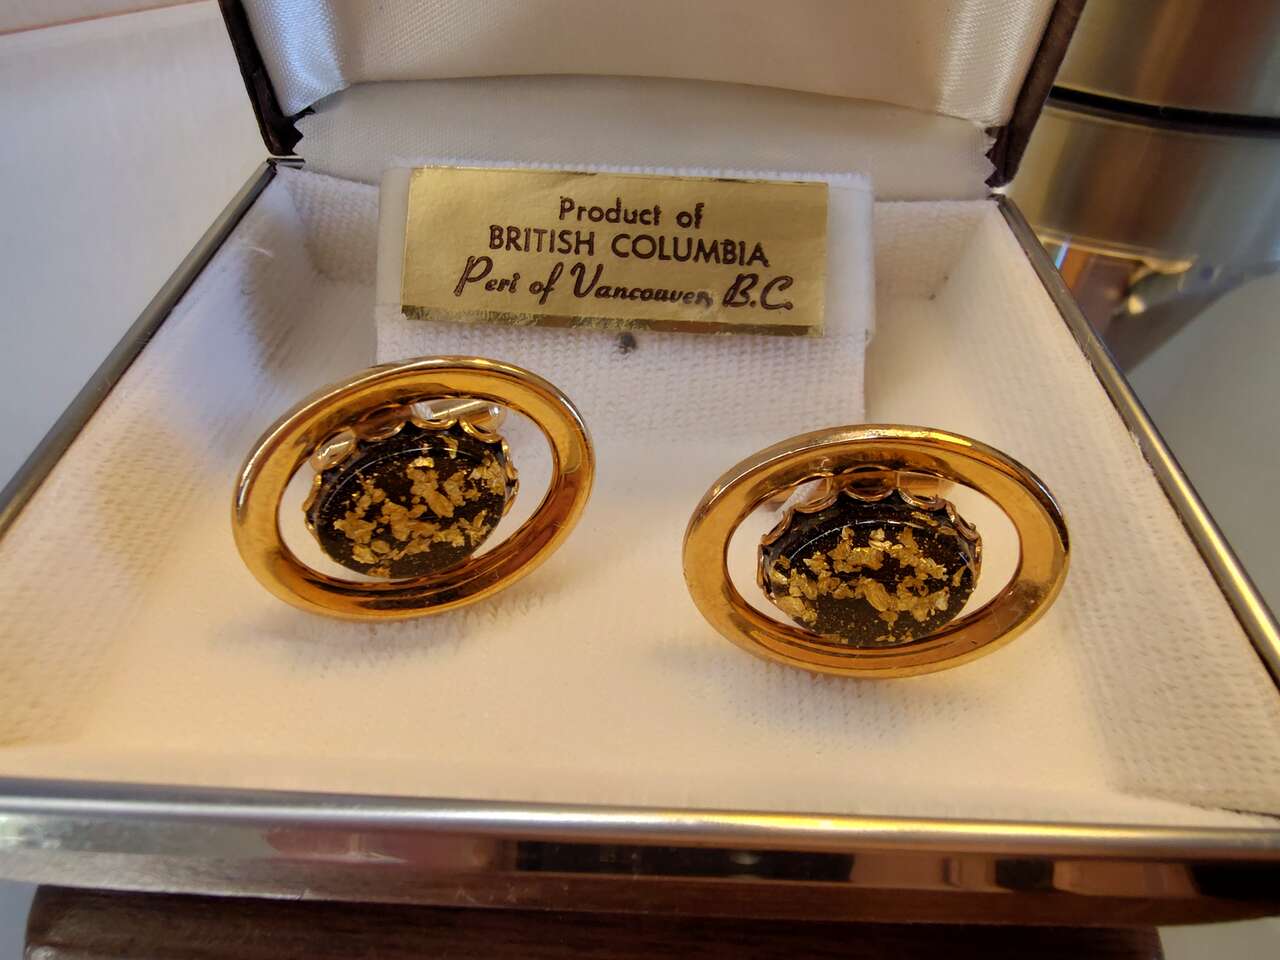 Product of
BRITISH COLUMBIA
Peri of Vancouver, B.C.